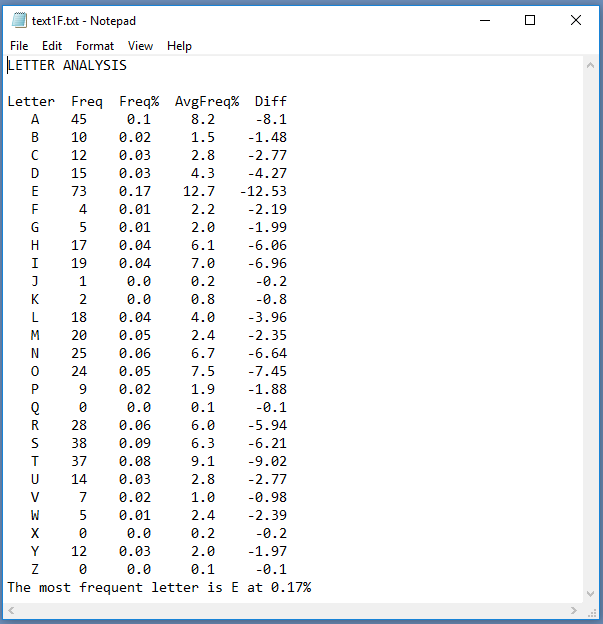 text1F.txt - Notepad
File Edit Format View Help
LETTER ANALYSIS
Letter Freq Freq% AvgFreq% Diff
A 45 0.1 8.2 -8.1
B 10 0.02 1.5 -1.48
C 12 0.03 2.8 -2.77
D 15 0.03 4.3 -4.27
E 73 0.17 12.7 -12.53
F 4 0.01 2.2 -2.19
G 5 0.01 2.0 -1.99
H 17 0.04 6.1 -6.06
I 19 0.04 7.0 -6.96
J 1 0.0 0.2 -0.2
K 2 0.0 0.8 -0.8
L 18 0.04 4.0 -3.96
M 20 0.05 2.4 -2.35
N 25 0.06 6.7 -6.64
O 24 0.05 7.5 -7.45
P 9 0.02 1.9 -1.88
Q 0 0.0 0.1 -0.1
R 28 0.06 6.0 -5.94
S 38 0.09 6.3 -6.21
T 37 0.08 9.1 -9.02
U 14 0.03 2.8 -2.77
V 7 0.02 1.0 -0.98
W 5 0.01 2.4 -2.39
X 0 0.0 0.2 -0.2
Y 12 0.03 2.0 -1.97
Z 0 0.0 0.1 -0.1
The most frequent letter is E at 0.17%